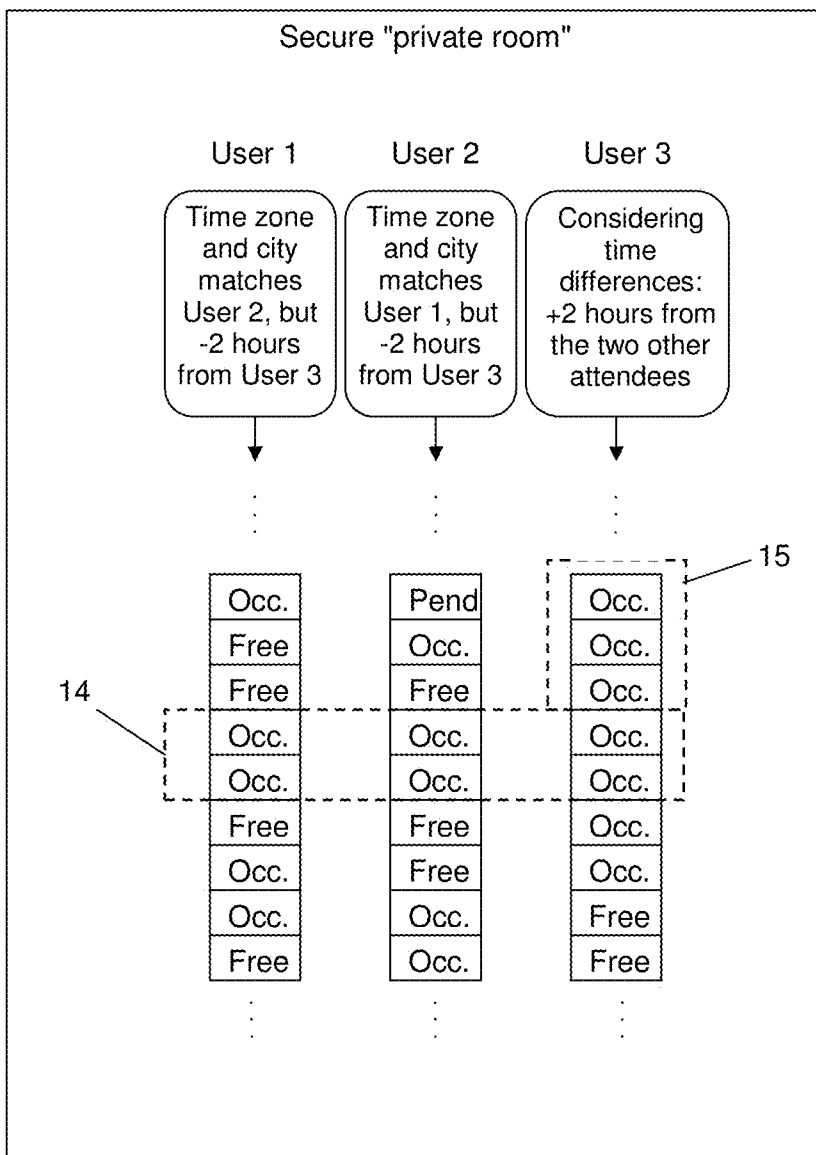 Secure "private room"
User 1 User 2 User 3
Time zone
and city
matches
User 2, but
-2 hours
from User 3
Time zone
and city
matches
User 1, but
-2 hours
from User 3
Considering
time
differences:
+2 hours from
the two other
attendees
15
14
Occ. Pend Occ.
Free Occ. Occ.
Free Free Occ.
Occ. Occ. Occ.
Occ. Occ. Occ.
Free Free Occ.
Occ. Free Occ.
Occ. Occ. Free
Free Occ. Free